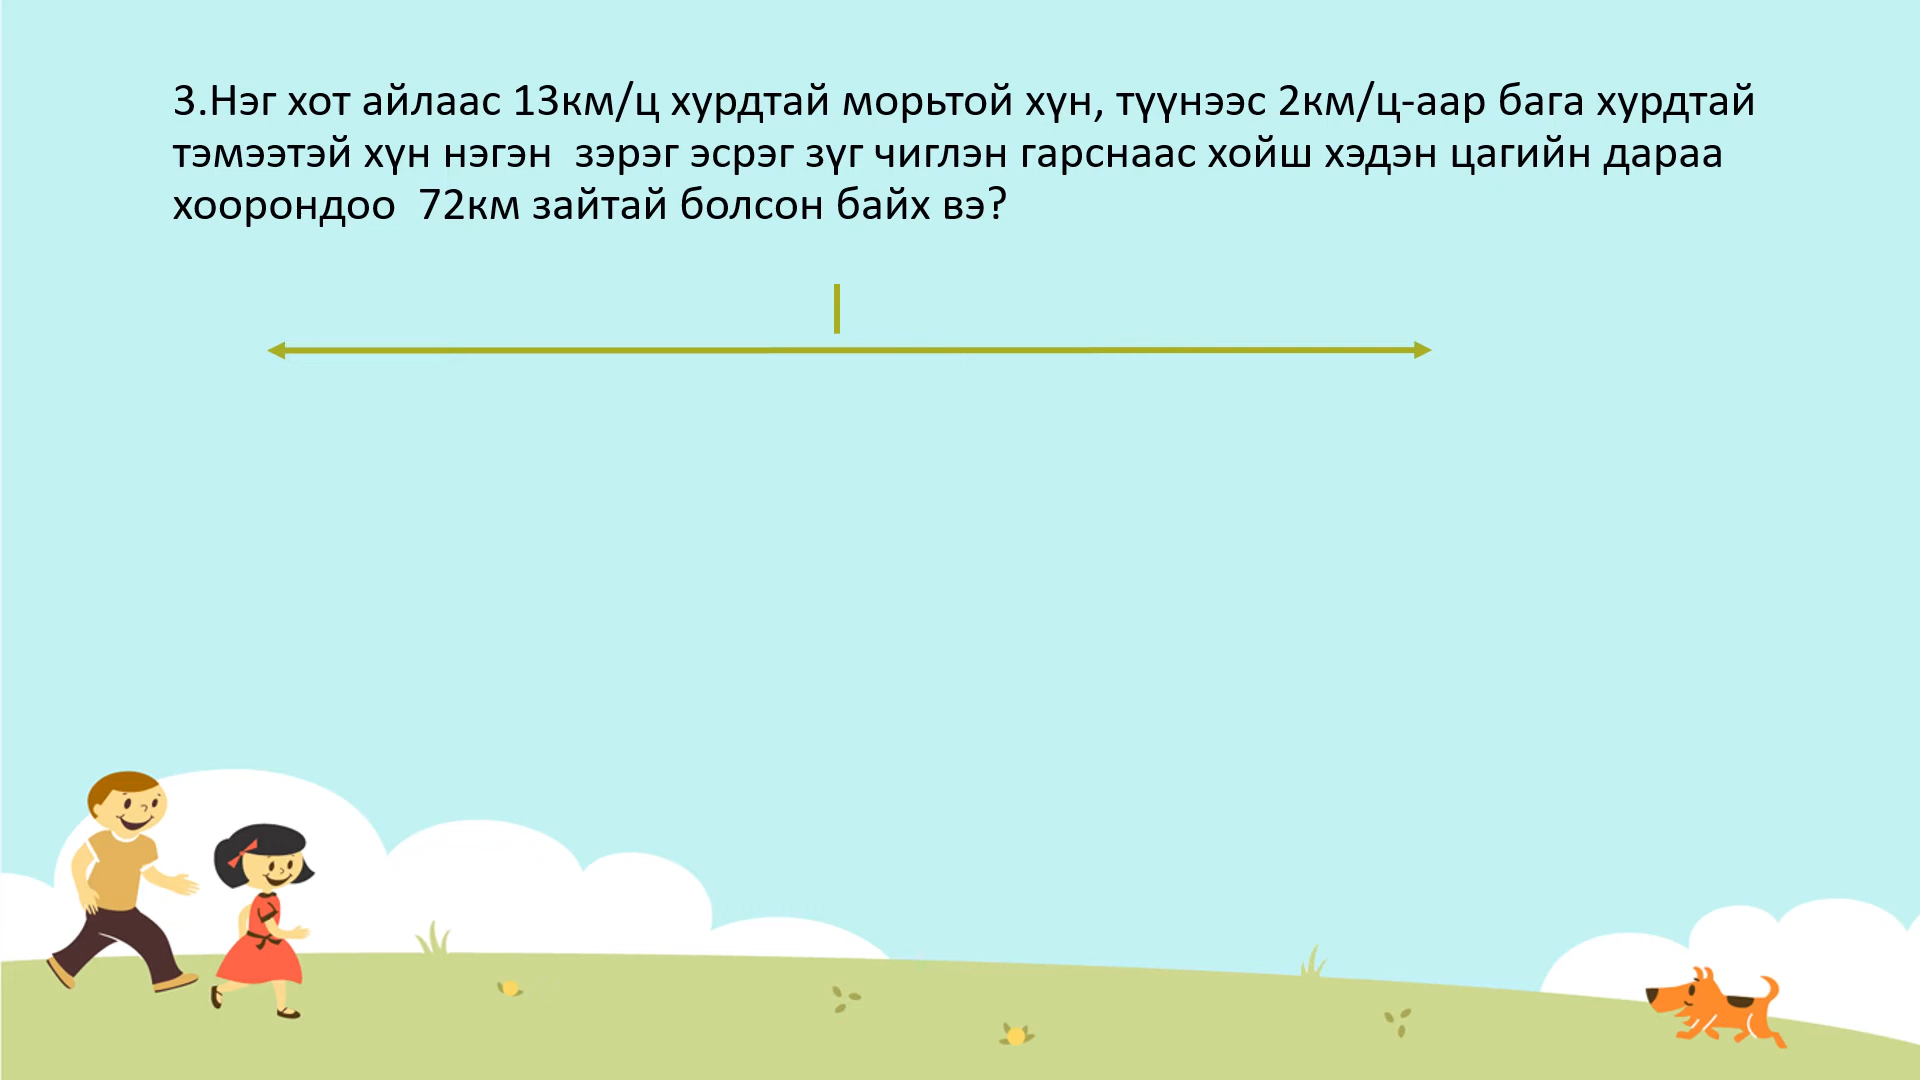 3.Нэг хот айлаас 13км/ц хурдтай морьтой хүн, түүнээс 2км/ц-аар бага хурдтай
тэмээтэй хүн нэгэн  зэрэг эсрэг зүг чиглэн гарснаас хойш хэдэн цагийн дараа
хоорондоо  72км зайтай болсон байх вэ?